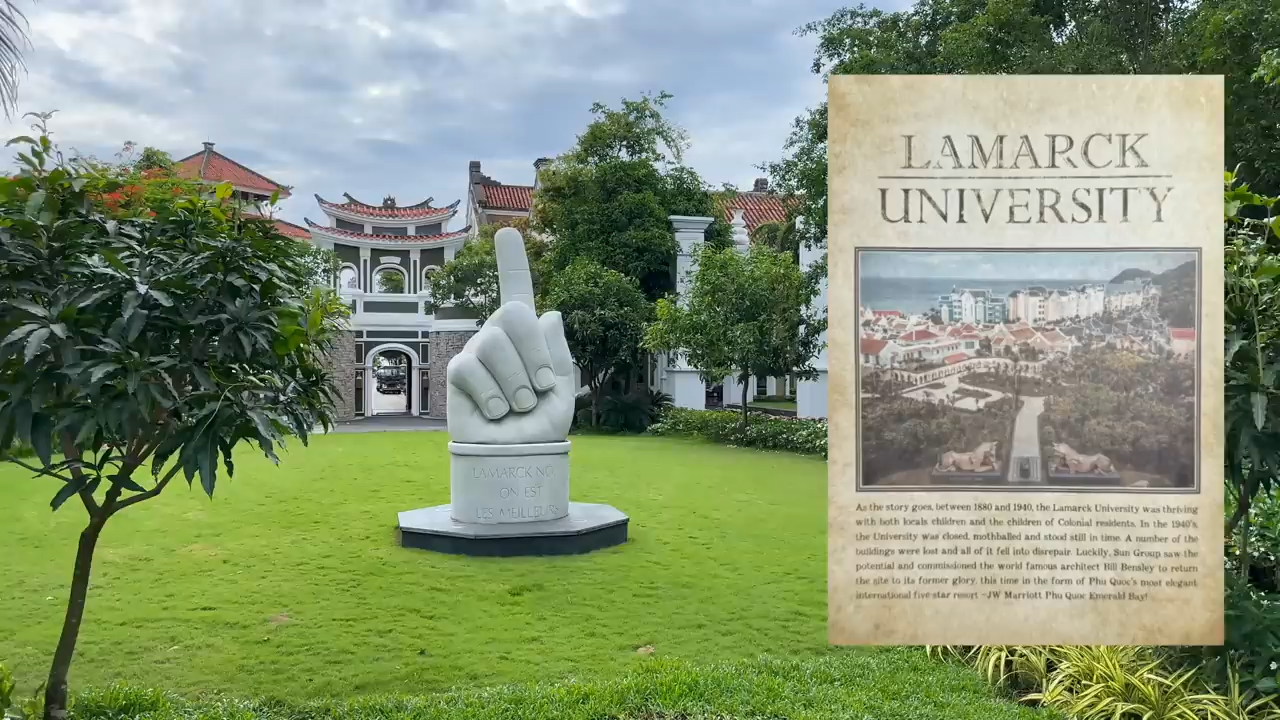 LAMARCK NO.
ON EST
LES MEILLEURS
LAMARCK
UNIVERSITY
As the story goes, between 1880 and 1940, the Lamarck University was thriving
with both locals children and the children of Colonial residents. In the 1940's
the University was closed, mothballed and stood still in time. A number of the
buildings were lost and all of it fell into disrepair. Luckily, Sun Group saw the
potential and commissioned the world famous architect Bill Bensley to return
the site to its former glory, this time in the form of Phu Quoc's most elegant
international five-star resort -JW Marriott Phu Quoc Emerald Bay!